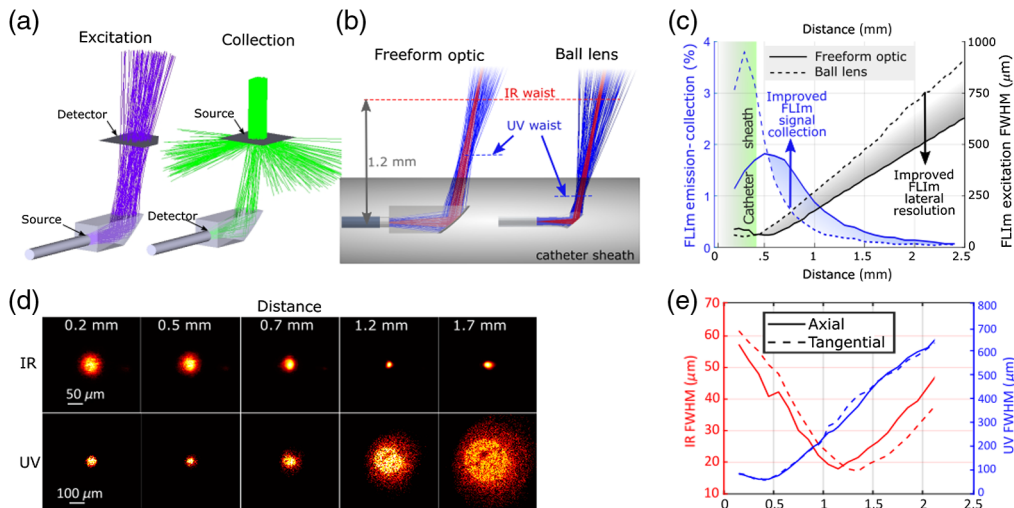 (a)
Excitation
Collection
Detector
Source
Source
Detector
(b)
Freeform optic
Ball lens
IR waist
UV waist
1.2 mm
catheter sheath
(c)
Distance (mm)
FLIm emission-collection (%)
4
3
2
1
0
Freeform optic
Ball lens
Catheter sheath
Improved
FLIm
signal
collection
Improved
FLIm
lateral
resolution
1000
750
500
250
0
FLIm excitation FWHM (µm)
0
.5
1.0
1.5
2.0
2.5
Distance (mm)
(d)
Distance
0.2 mm
0.5 mm
0.7 mm
1.2 mm
1.7 mm
IR
50 µm
UV
100 µm
(e)
IR FWHM (µm)
70
60
50
40
30
20
10
Axial
Tangential
800
700
600
500
400
300
200
100
0
UV FWHM (µm)
0
0.5
1
1.5
2
2.5